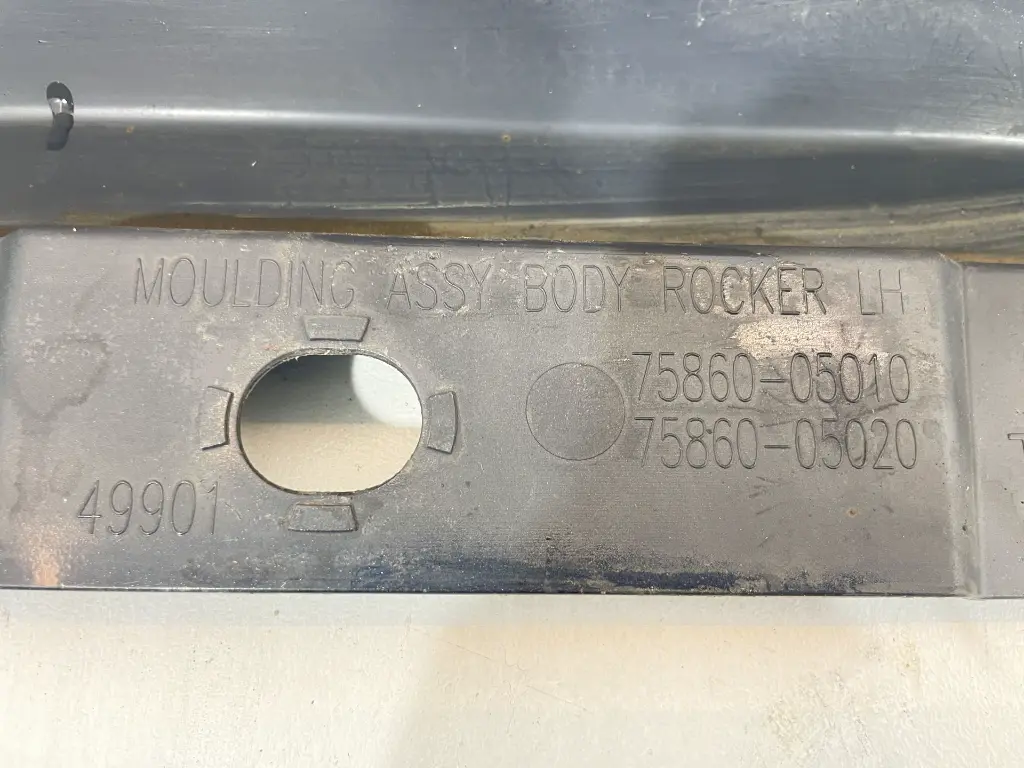 MOULDING ASSY BODY ROCKER LH
75860-05010
75860-05020
49901